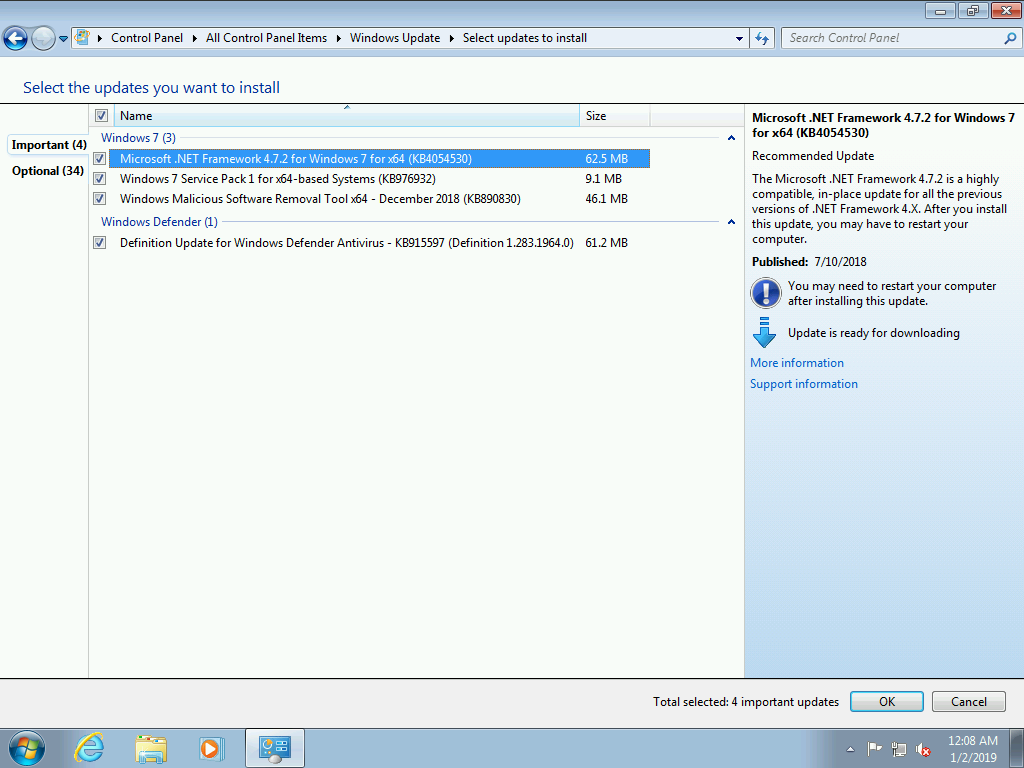 Control Panel All Control Panel Items Windows Update Select updates to install
Search Control Panel
Select the updates you want to install
Name Size
Important (4)
Optional (34)
Windows 7 (3)
Microsoft .NET Framework 4.7.2 for Windows 7 for x64 (KB4054530) 62.5 MB
Windows 7 Service Pack 1 for x64-based Systems (KB976932) 9.1 MB
Windows Malicious Software Removal Tool x64 - December 2018 (KB890830) 46.1 MB
Windows Defender (1)
Definition Update for Windows Defender Antivirus - KB915597 (Definition 1.283.1964.0) 61.2 MB
Microsoft .NET Framework 4.7.2 for Windows 7
for x64 (KB4054530)
Recommended Update
The Microsoft .NET Framework 4.7.2 is a highly
compatible, in-place update for all the previous
versions of .NET Framework 4.X. After you install
this update, you may have to restart your
computer.
Published: 7/10/2018
You may need to restart your computer
after installing this update.
Update is ready for downloading
More information
Support information
Total selected: 4 important updates
OK
Cancel
12:08 AM
1/2/2019